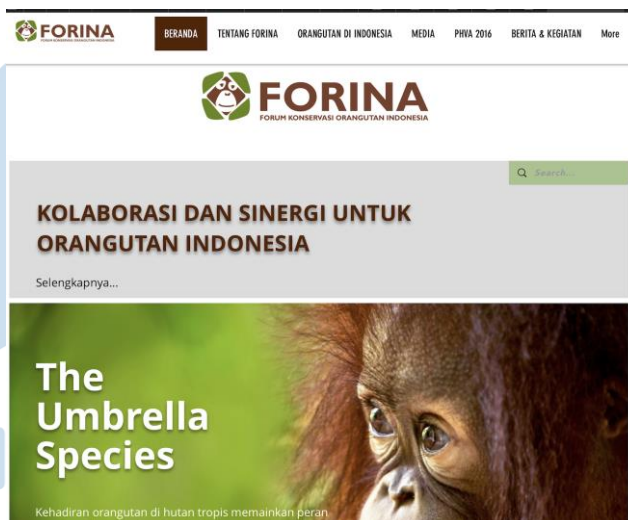 FORINA
FORUM KONSERVASI ORANGUTAN INDONESIA
BERANDA TENTANG FORINA ORANGUTAN DI INDONESIA MEDIA PHVA 2016 BERITA & KEGIATAN More
FORINA
FORUM KONSERVASI ORANGUTAN INDONESIA
Search...
KOLABORASI DAN SINERGI UNTUK
ORANGUTAN INDONESIA
Selengkapnya...
The
Umbrella
Species
Kehadiran orangutan di hutan tropis memainkan peran